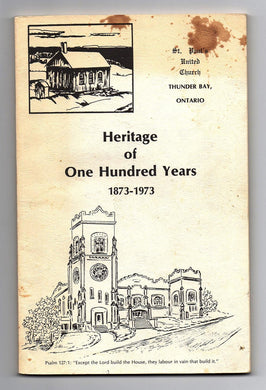 St. Paul's
United
Church
THUNDER BAY,
ONTARIO
Heritage
of
One Hundred Years
1873-1973
Psalm 127:1: "Except the Lord build the House, they labour in vain that build it."